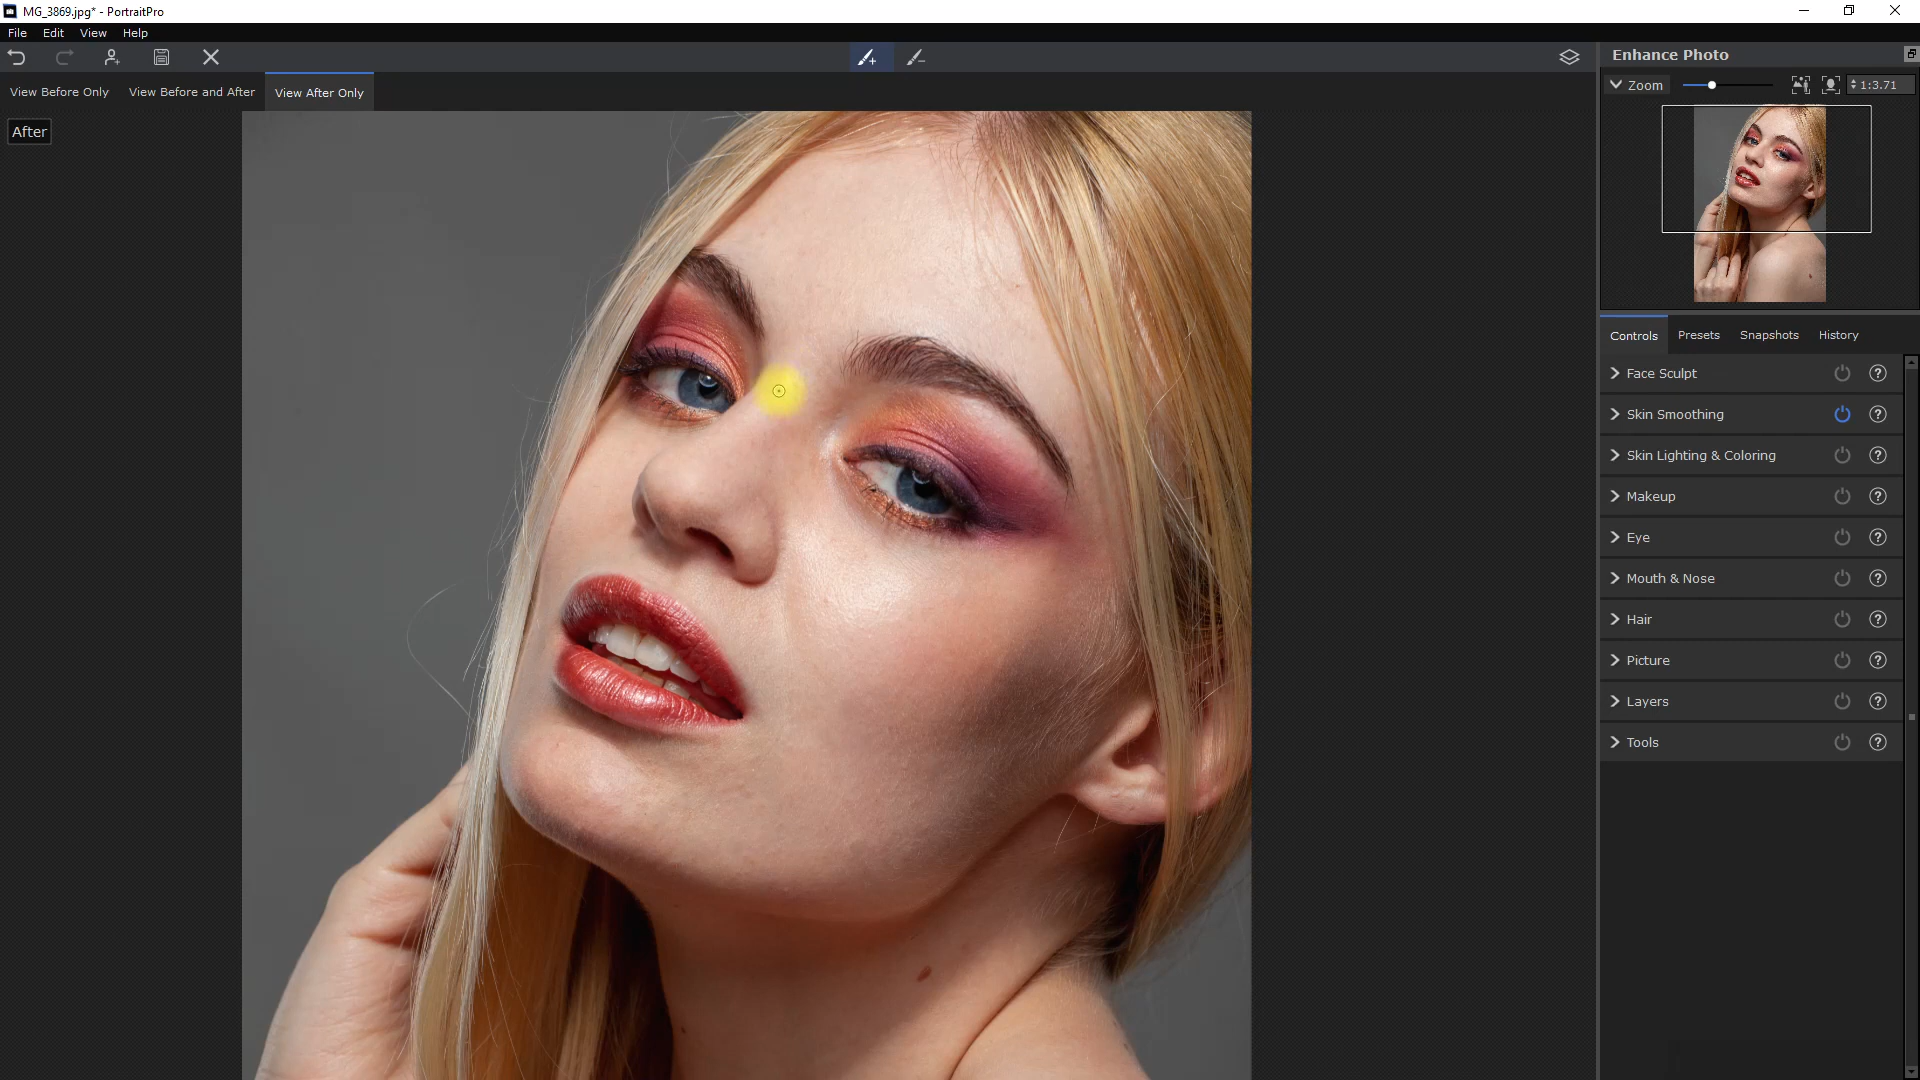 MG_3869.jpg* - PortraitPro
File Edit View Help
Enhance Photo
Zoom 1:3.71
View Before Only View Before and After View After Only
After
Controls Presets Snapshots History
Face Sculpt ?
Skin Smoothing ?
Skin Lighting & Coloring ?
Makeup ?
Eye ?
Mouth & Nose ?
Hair ?
Picture ?
Layers ?
Tools ?